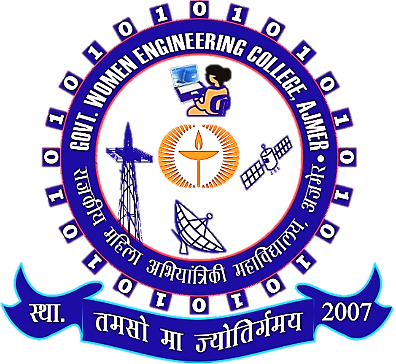 GOVT. WOMEN ENGINEERING COLLEGE, AJMER
राजकीय महिला अभियांत्रिकी महाविद्यालय, अजमेर
स्था. तमसो मा ज्योतिर्गमय 2007